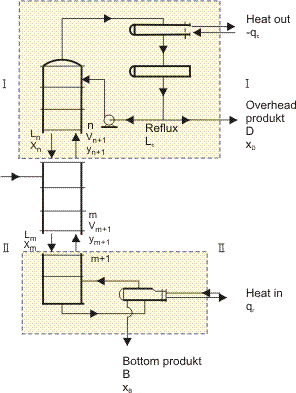 Heat out
-qc
I
I
Overhead
produkt
D
xD
Reflux
Ln
Xn
n
Vn+1
yn+1
m
Vm+1
ym+1
Lm
Xm
II
II
m+1
Heat in
qr
Bottom produkt
B
xB